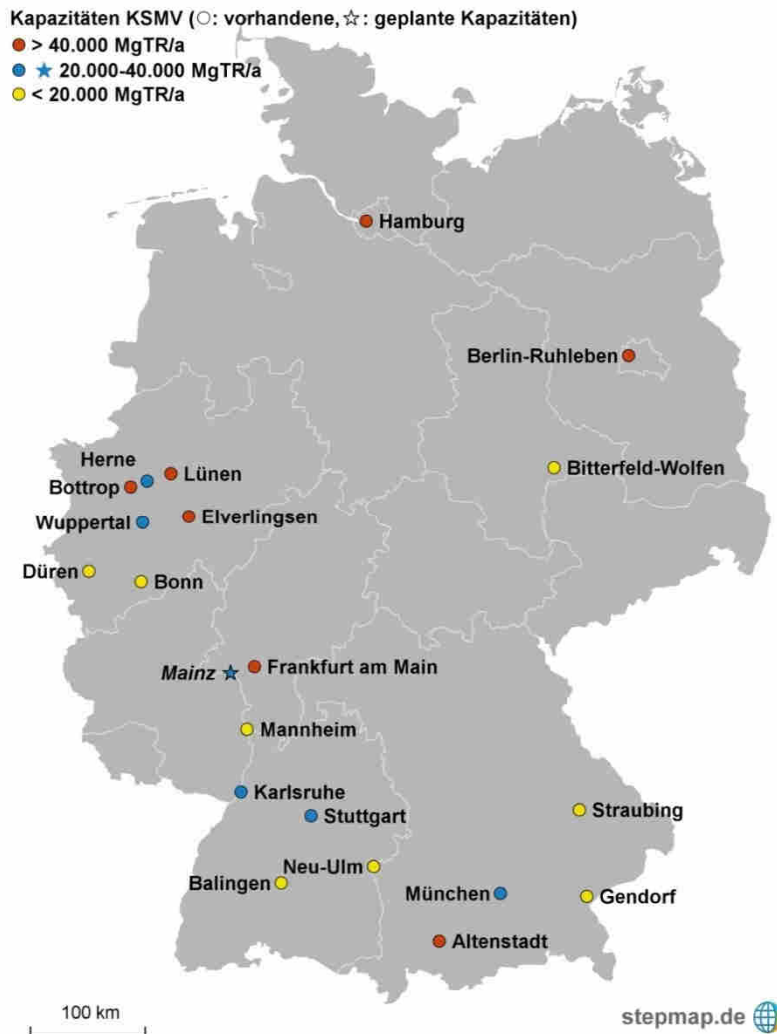 Kapazitäten KSMV (○: vorhandene, ☆: geplante Kapazitäten)
> 40.000 MgTR/a
20.000-40.000 MgTR/a
< 20.000 MgTR/a
Hamburg
Berlin-Ruhleben
Bitterfeld-Wolfen
Herne
Lünen
Bottrop
Elverlingsen
Wuppertal
Düren
Bonn
Mainz
Frankfurt am Main
Mannheim
Karlsruhe
Stuttgart
Straubing
Neu-Ulm
Balingen
München
Gendorf
Altenstadt
100 km
stepmap.de